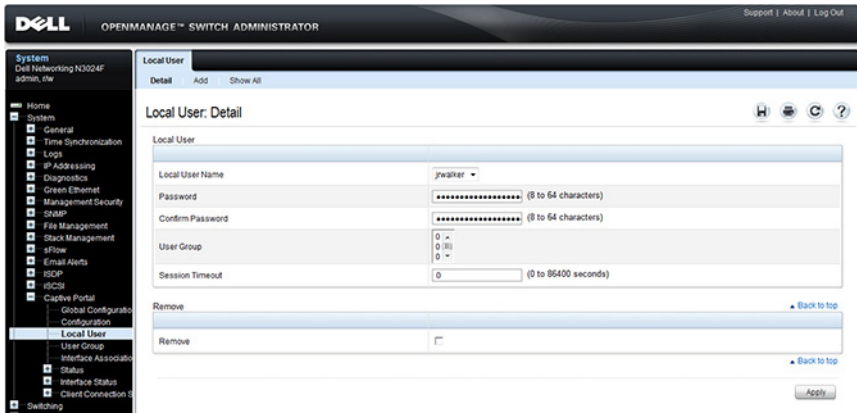 Support | About | Log Out
DELL
OPENMANAGE™ SWITCH ADMINISTRATOR
System
Dell Networking N3024F
admin, r/w
Home
System
General
Time Synchronization
Logs
IP Addressing
Diagnostics
Green Ethernet
Management Security
SNMP
File Management
Stack Management
sFlow
Email Alerts
ISDP
iSCSI
Captive Portal
Global Configuratio
Configuration
Local User
User Group
Interface Associatio
Status
Interface Status
Client Connection S
Switching
Local User
Detail Add Show All
Local User: Detail
Local User
Local User Name jrwalker
Password (8 to 64 characters)
Confirm Password (8 to 64 characters)
User Group 0
0
0
Session Timeout 0 (0 to 86400 seconds)
Remove Back to top
Remove
Back to top
Apply